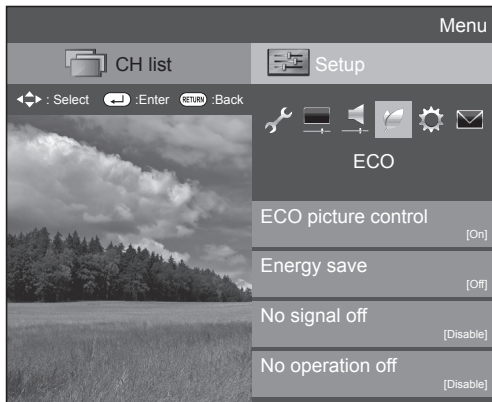 Menu
CH list
Setup
: Select :Enter RETURN :Back
ECO
ECO picture control
[On]
Energy save
[Off]
No signal off
[Disable]
No operation off
[Disable]